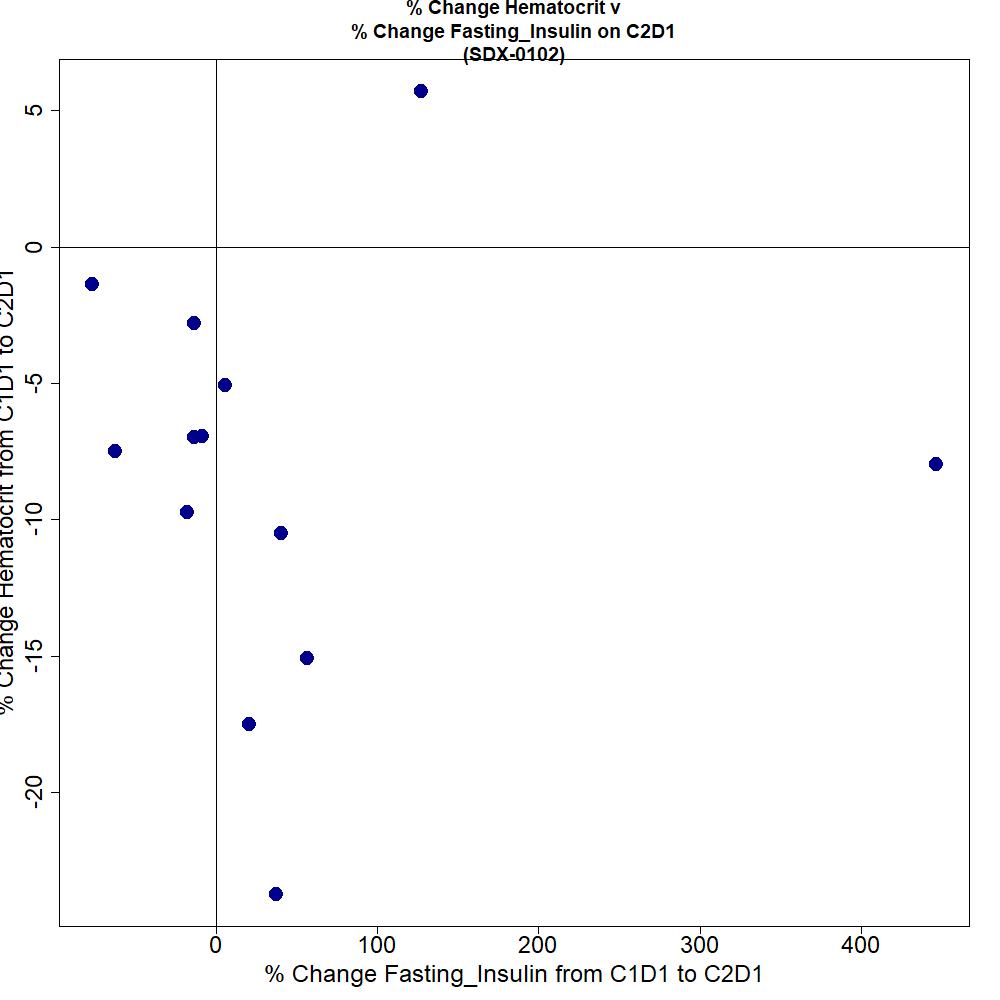 % Change Hematocrit v
% Change Fasting_Insulin on C2D1
(SDX-0102)
% Change Hematocrit from C1D1 to C2D1
5
0
-5
-10
-15
-20
0 100 200 300 400
% Change Fasting_Insulin from C1D1 to C2D1